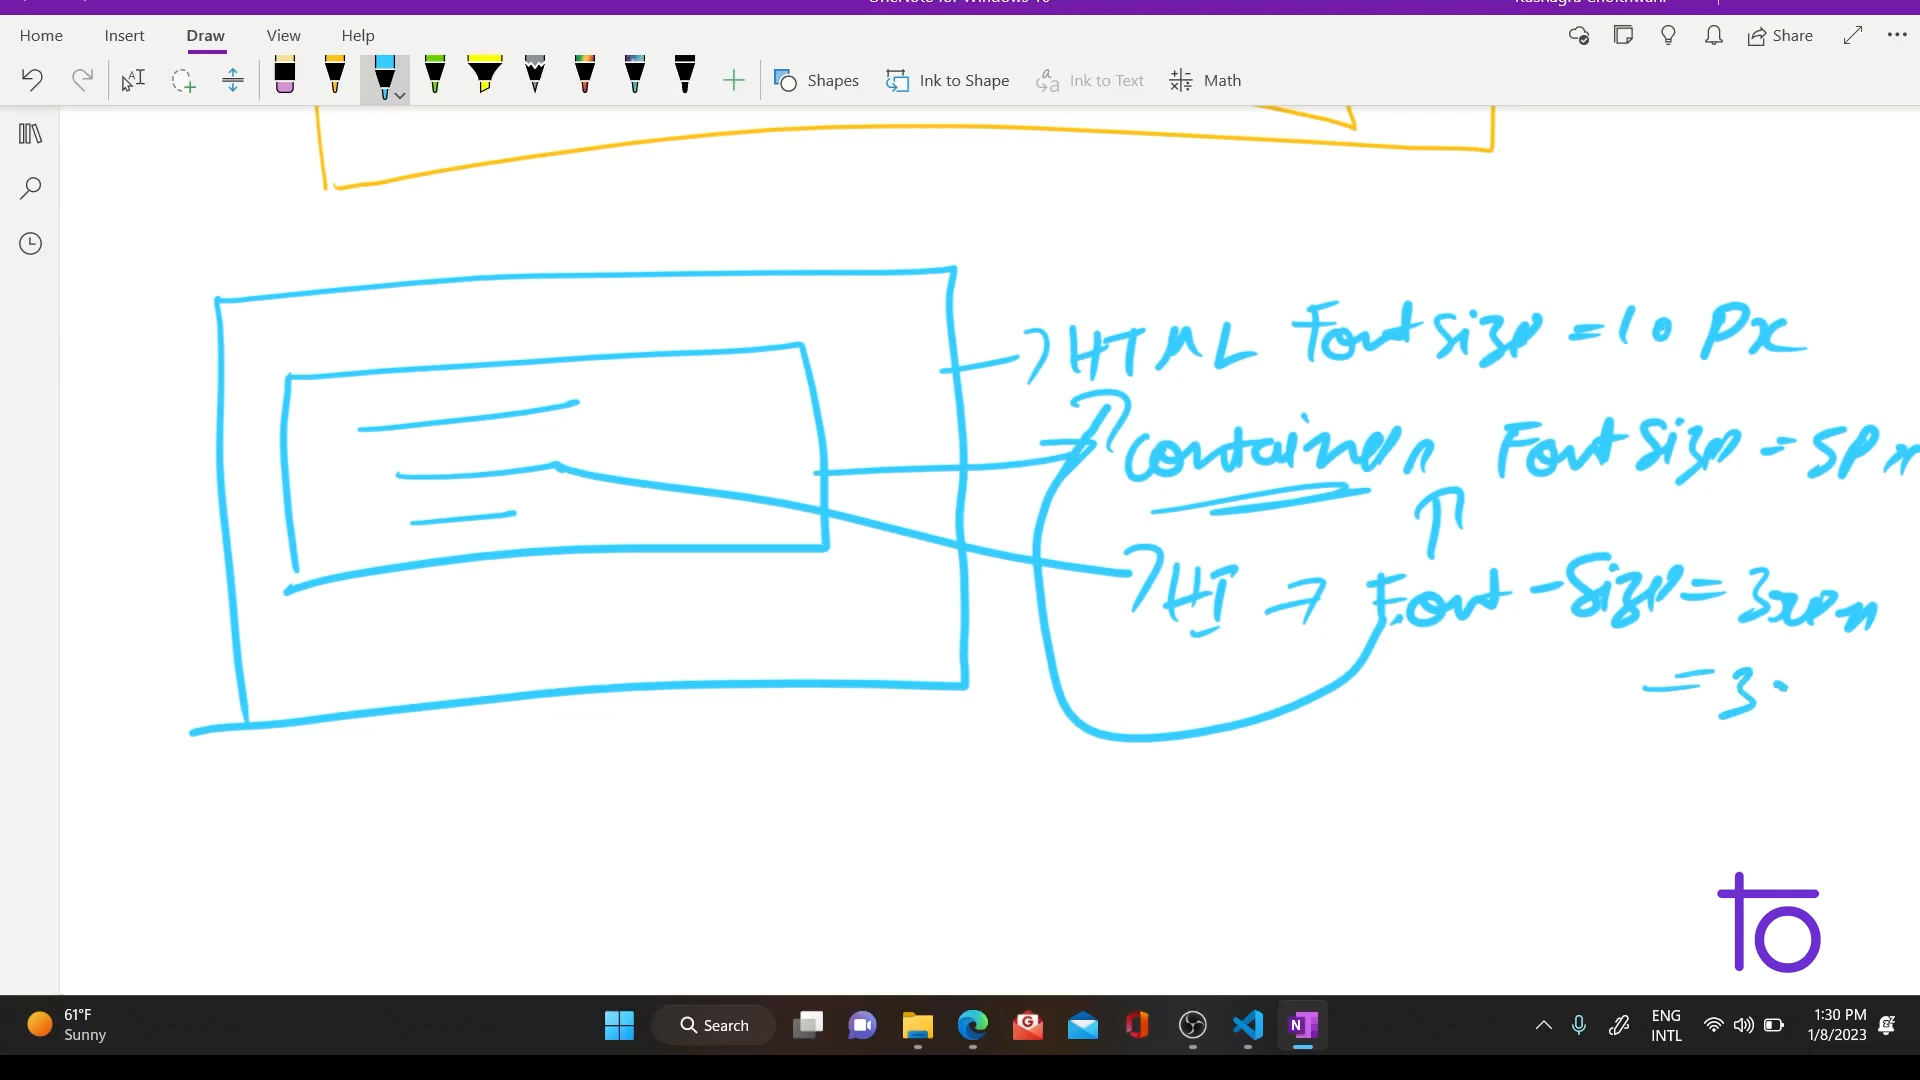 Home Insert Draw View Help Share
Shapes Ink to Shape Ink to Text Math
HTML Font size = 10 Px
container Font Size = 5Px
H1 ⇒ Font-Size = 3xem
= 3.
to
61°F
Sunny
Search
ENG
INTL
1:30 PM
1/8/2023